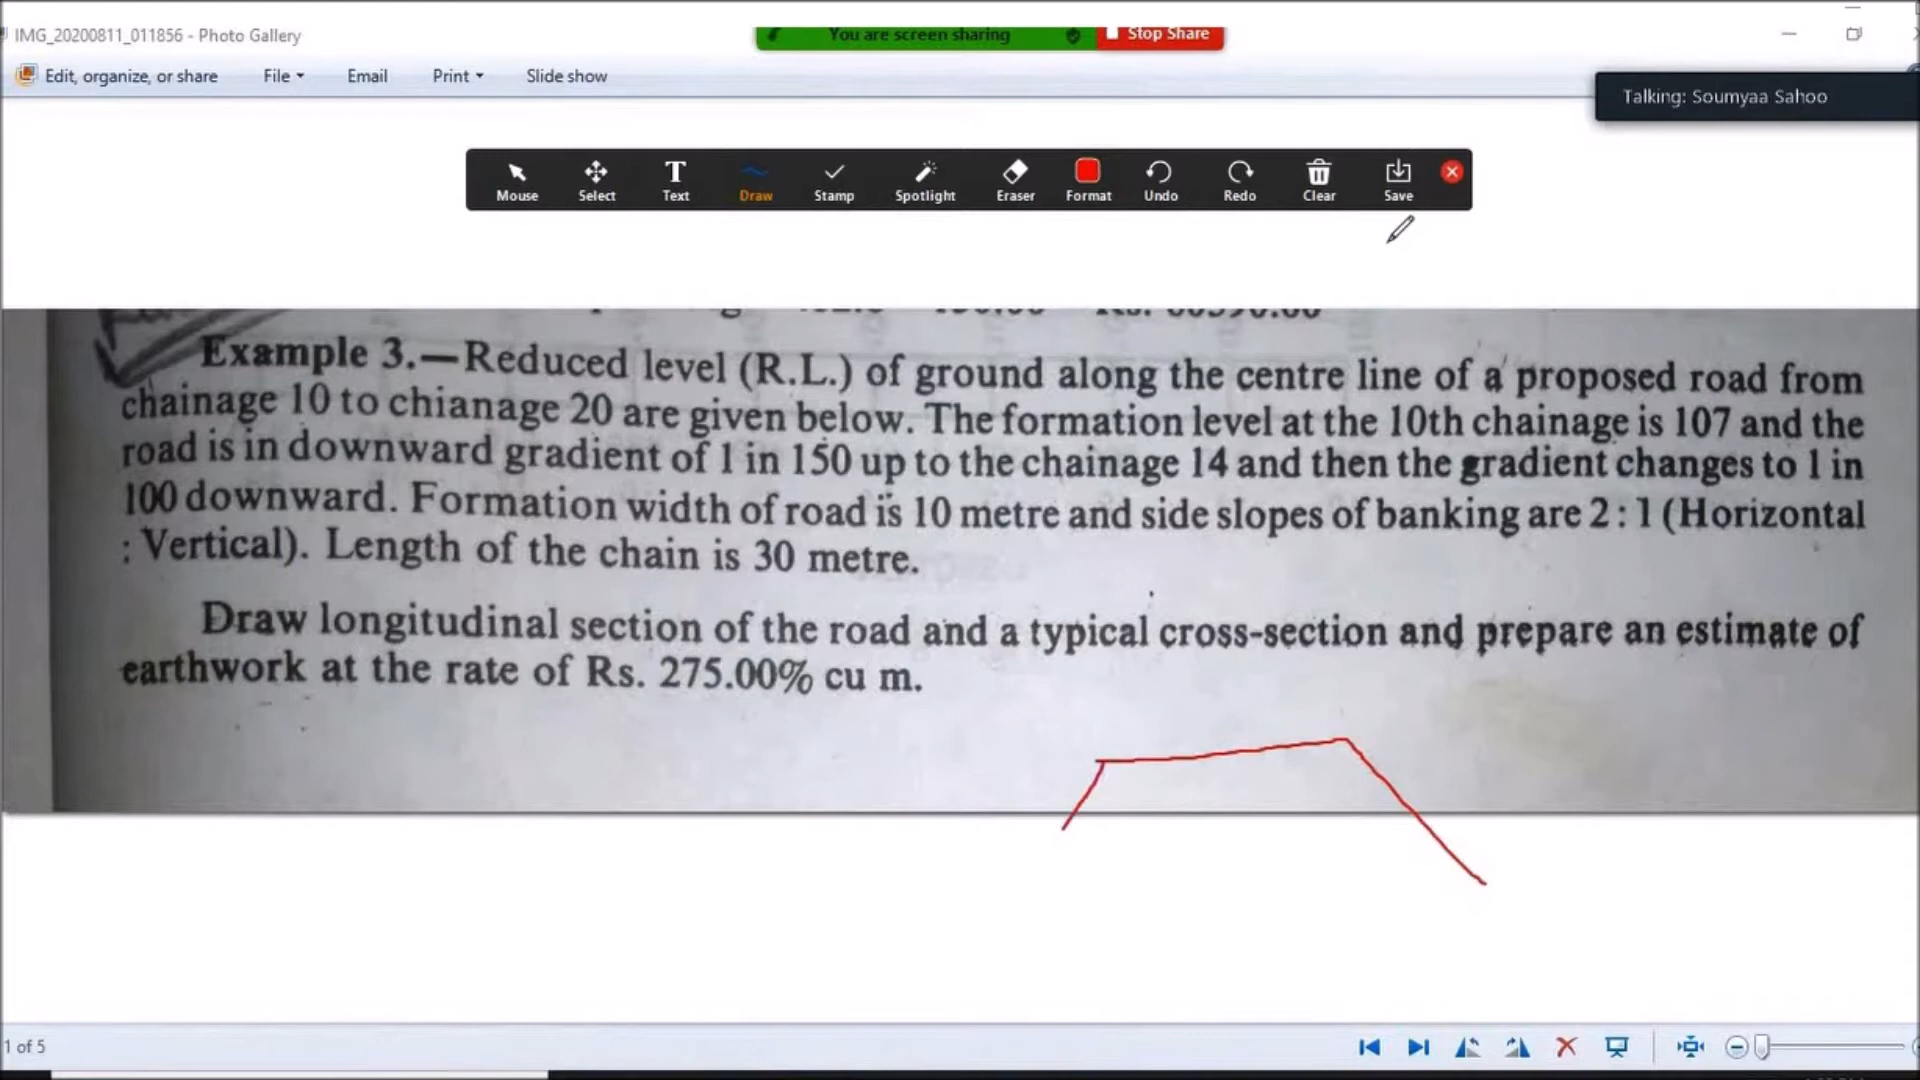 IMG_20200811_011856 - Photo Gallery
You are screen sharing
Stop Share
Edit, organize, or share File Email Print Slide show
Talking: Soumyaa Sahoo
Mouse Select Text Draw Stamp Spotlight Eraser Format Undo Redo Clear Save
Example 3.—Reduced level (R.L.) of ground along the centre line of a proposed road from
chainage 10 to chianage 20 are given below. The formation level at the 10th chainage is 107 and the
road is in downward gradient of 1 in 150 up to the chainage 14 and then the gradient changes to 1 in
100 downward. Formation width of road is 10 metre and side slopes of banking are 2 : 1 (Horizontal
: Vertical). Length of the chain is 30 metre.
Draw longitudinal section of the road and a typical cross-section and prepare an estimate of
earthwork at the rate of Rs. 275.00% cu m.
1 of 5